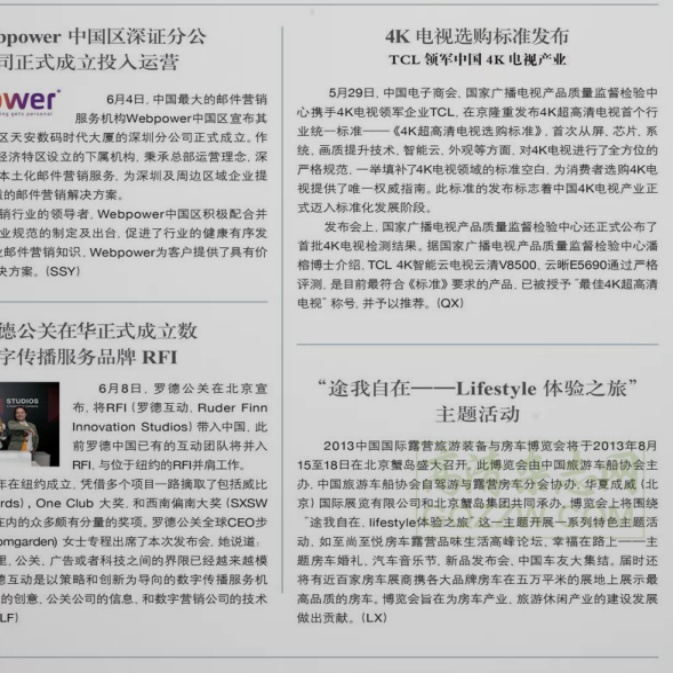 bpower 中国区深证分公
司正式成立投入运营
ower
ing gets personal
6月4日, 中国最大的邮件营销
服务机构Webpower中国区宣布其
区天安数码时代大厦的深圳分公司正式成立。作
经济特区设立的下属机构, 秉承总部运营理念, 深
本土化邮件营销服务, 为深圳及周边区域企业提
的邮件营销解决方案。
销行业的领导者, Webpower中国区积极配合并
业规范的制定及出台, 促进了行业的健康有序发
邮件营销知识, Webpower为客户提供了具有价
决方案。(SSY)
德公关在华正式成立数
字传播服务品牌 RFI
STUDIOS
6月8日, 罗德公关在北京宣
布, 将RFI (罗德互动, Ruder Finn
Innovation Studios) 带入中国, 此
前罗德中国已有的互动团队将并入
RFI, 与位于纽约的RFI并肩工作。
年在纽约成立, 凭借多个项目一路摘取了包括威比
rds), One Club 大奖, 和西南偏南大奖 (SXSW
在内的众多颇有分量的奖项。罗德公关全球CEO步
omgarden) 女士专程出席了本次发布会, 她说道:
里, 公关, 广告或者科技之间的界限已经越来越模
德互动是以策略和创新为导向的数字传播服务机
的创意, 公关公司的信息, 和数字营销公司的技术
LF)
4K 电视选购标准发布
TCL 领军中国 4K 电视产业
5月29日, 中国电子商会、国家广播电视产品质量监督检验中
心携手4K电视领军企业TCL, 在京隆重发布4K超高清电视首个行
业统一标准——《4K超高清电视选购标准》, 首次从屏、芯片、系
统、画质提升技术、智能云、外观等方面, 对4K电视进行了全方位的
严格规范, 一举填补了4K电视领域的标准空白, 为消费者选购4K电
视提供了唯一权威指南。此标准的发布标志着中国4K电视产业正
式迈入标准化发展阶段。
发布会上, 国家广播电视产品质量监督检验中心还正式公布了
首批4K电视检测结果。据国家广播电视产品质量监督检验中心潘
榕博士介绍, TCL 4K智能云电视云清V8500、云晰E5690通过严格
评测, 是目前最符合《标准》要求的产品, 已被授予“最佳4K超高清
电视”称号, 并予以推荐。(QX)
“途我自在——Lifestyle 体验之旅”
主题活动
2013中国国际露营旅游装备与房车博览会将于2013年8月
15至18日在北京蟹岛盛大召开。此博览会由中国旅游车船协会主
办, 中国旅游车船协会自驾游与露营房车分会协办, 华夏成威 (北
京) 国际展览有限公司和北京蟹岛集团共同承办。博览会上将围绕
“途我自在, lifestyle体验之旅”这一主题开展一系列特色主题活
动, 如至尚至悦房车露营品味生活高峰论坛, 幸福在路上——主
题房车婚礼, 汽车音乐节, 新品发布会, 中国车友大集结。届时还
将有近百家房车展商携各大品牌房车在五万平米的展地上展示最
高品质的房车。博览会旨在为房车产业, 旅游休闲产业的建设发展
做出贡献。(LX)